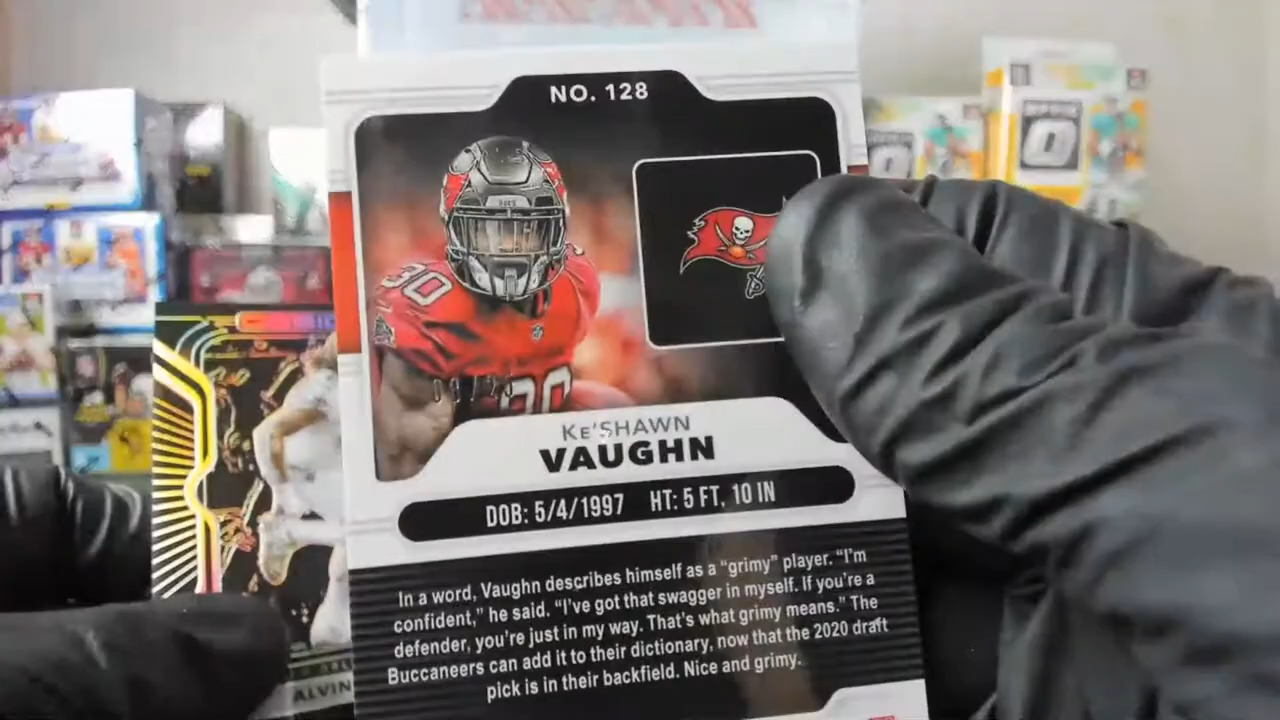 NO. 128
30
30
KE'SHAWN
VAUGHN
DOB: 5/4/1997 HT: 5 FT, 10 IN
In a word, Vaughn describes himself as a “grimy” player. “I'm
confident,” he said. “I've got that swagger in myself. If you're a
defender, you're just in my way. That's what grimy means.” The
Buccaneers can add it to their dictionary, now that the 2020 draft
pick is in their backfield. Nice and grimy.
ALVIN